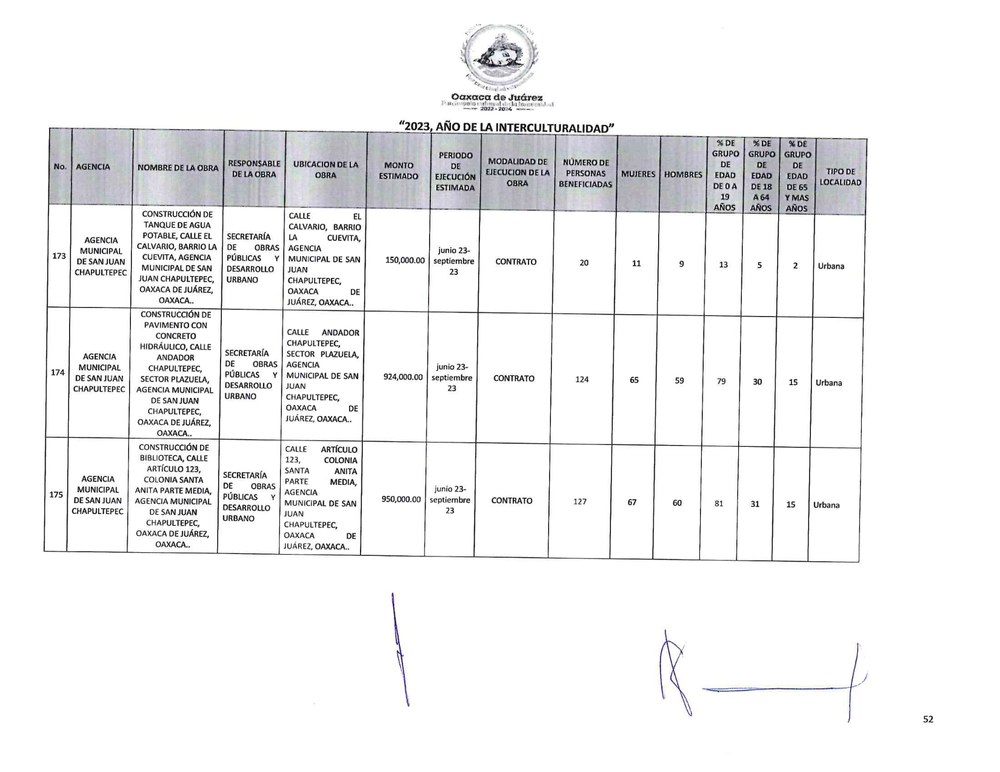 Oaxaca de Juárez
Patrimonio cultural de la humanidad
2022 - 2024
“2023, AÑO DE LA INTERCULTURALIDAD”
No.
AGENCIA
NOMBRE DE LA OBRA
RESPONSABLE
DE LA OBRA
UBICACION DE LA
OBRA
MONTO
ESTIMADO
PERIODO
DE
EJECUCIÓN
ESTIMADA
MODALIDAD DE
EJECUCION DE LA
OBRA
NÚMERO DE
PERSONAS
BENEFICIADAS
MUJERES
HOMBRES
% DE
GRUPO
DE
EDAD
DE 0 A
19
AÑOS
% DE
GRUPO
DE
EDAD
DE 18
A 64
AÑOS
% DE
GRUPO
DE
EDAD
DE 65
Y MAS
AÑOS
TIPO DE
LOCALIDAD
173
AGENCIA
MUNICIPAL
DE SAN JUAN
CHAPULTEPEC
CONSTRUCCIÓN DE
TANQUE DE AGUA
POTABLE, CALLE EL
CALVARIO, BARRIO LA
CUEVITA, AGENCIA
MUNICIPAL DE SAN
JUAN CHAPULTEPEC,
OAXACA DE JUÁREZ,
OAXACA..
SECRETARÍA
DE OBRAS
PÚBLICAS Y
DESARROLLO
URBANO
CALLE EL
CALVARIO, BARRIO
LA CUEVITA,
AGENCIA
MUNICIPAL DE SAN
JUAN
CHAPULTEPEC,
OAXACA DE
JUÁREZ, OAXACA..
150,000.00
junio 23-
septiembre
23
CONTRATO
20
11
9
13
5
2
Urbana
174
AGENCIA
MUNICIPAL
DE SAN JUAN
CHAPULTEPEC
CONSTRUCCIÓN DE
PAVIMENTO CON
CONCRETO
HIDRÁULICO, CALLE
ANDADOR
CHAPULTEPEC,
SECTOR PLAZUELA,
AGENCIA MUNICIPAL
DE SAN JUAN
CHAPULTEPEC,
OAXACA DE JUÁREZ,
OAXACA..
SECRETARÍA
DE OBRAS
PÚBLICAS Y
DESARROLLO
URBANO
CALLE ANDADOR
CHAPULTEPEC,
SECTOR PLAZUELA,
AGENCIA
MUNICIPAL DE SAN
JUAN
CHAPULTEPEC,
OAXACA DE
JUÁREZ, OAXACA..
924,000.00
junio 23-
septiembre
23
CONTRATO
124
65
59
79
30
15
Urbana
175
AGENCIA
MUNICIPAL
DE SAN JUAN
CHAPULTEPEC
CONSTRUCCIÓN DE
BIBLIOTECA, CALLE
ARTÍCULO 123,
COLONIA SANTA
ANITA PARTE MEDIA,
AGENCIA MUNICIPAL
DE SAN JUAN
CHAPULTEPEC,
OAXACA DE JUÁREZ,
OAXACA..
SECRETARÍA
DE OBRAS
PÚBLICAS Y
DESARROLLO
URBANO
CALLE ARTÍCULO
123, COLONIA
SANTA ANITA
PARTE MEDIA,
AGENCIA
MUNICIPAL DE SAN
JUAN
CHAPULTEPEC,
OAXACA DE
JUÁREZ, OAXACA..
950,000.00
junio 23-
septiembre
23
CONTRATO
127
67
60
81
31
15
Urbana
52